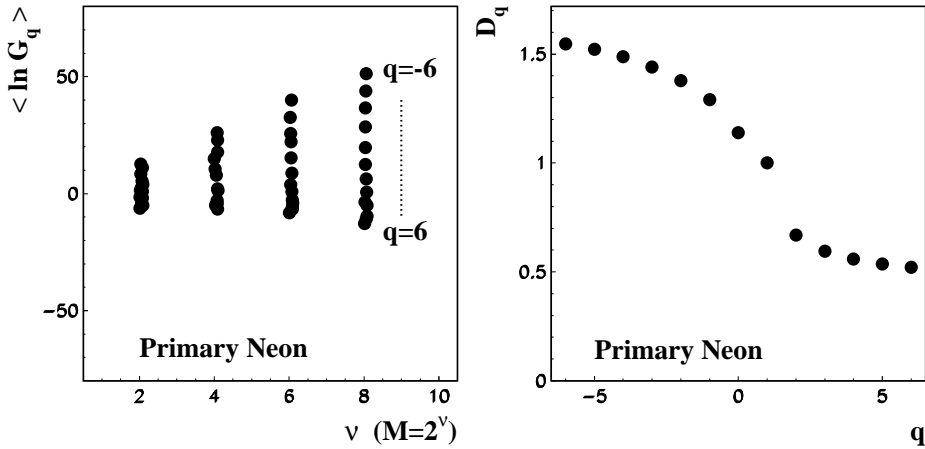 < ln G_q >
50
0
−50
q=-6
q=6
Primary Neon
2 4 6 8 10
ν (M=2^ν)
D_q
1.5
1
0.5
0
Primary Neon
−5 0 5
q